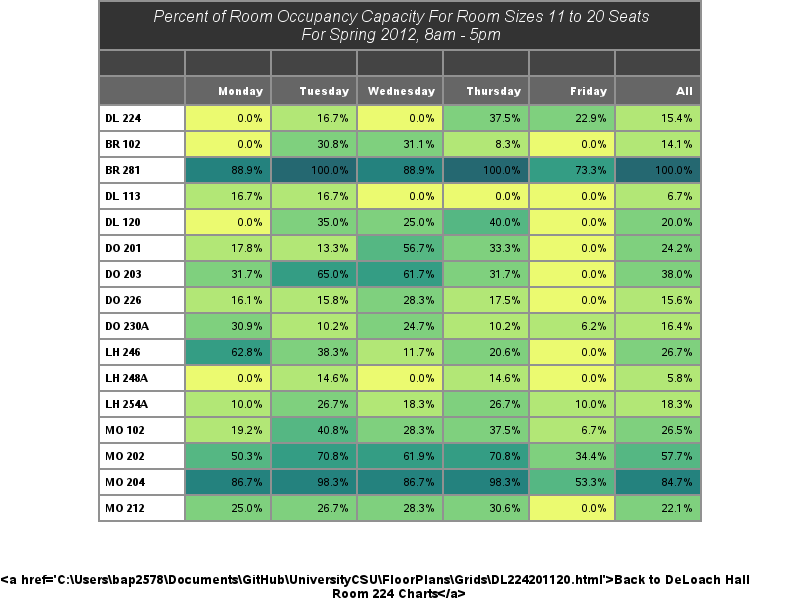 Percent of Room Occupancy Capacity For Room Sizes 11 to 20 Seats
For Spring 2012, 8am - 5pm
Monday Tuesday Wednesday Thursday Friday All
DL 224 0.0% 16.7% 0.0% 37.5% 22.9% 15.4%
BR 102 0.0% 30.8% 31.1% 8.3% 0.0% 14.1%
BR 281 88.9% 100.0% 88.9% 100.0% 73.3% 100.0%
DL 113 16.7% 16.7% 0.0% 0.0% 0.0% 6.7%
DL 120 0.0% 35.0% 25.0% 40.0% 0.0% 20.0%
DO 201 17.8% 13.3% 56.7% 33.3% 0.0% 24.2%
DO 203 31.7% 65.0% 61.7% 31.7% 0.0% 38.0%
DO 226 16.1% 15.8% 28.3% 17.5% 0.0% 15.6%
DO 230A 30.9% 10.2% 24.7% 10.2% 6.2% 16.4%
LH 246 62.8% 38.3% 11.7% 20.6% 0.0% 26.7%
LH 248A 0.0% 14.6% 0.0% 14.6% 0.0% 5.8%
LH 254A 10.0% 26.7% 18.3% 26.7% 10.0% 18.3%
MO 102 19.2% 40.8% 28.3% 37.5% 6.7% 26.5%
MO 202 50.3% 70.8% 61.9% 70.8% 34.4% 57.7%
MO 204 86.7% 98.3% 86.7% 98.3% 53.3% 84.7%
MO 212 25.0% 26.7% 28.3% 30.6% 0.0% 22.1%
<a href='C:\Users\bap2578\Documents\GitHub\UniversityCSU\FloorPlans\Grids\DL224201120.html'>Back to DeLoach Hall
Room 224 Charts</a>